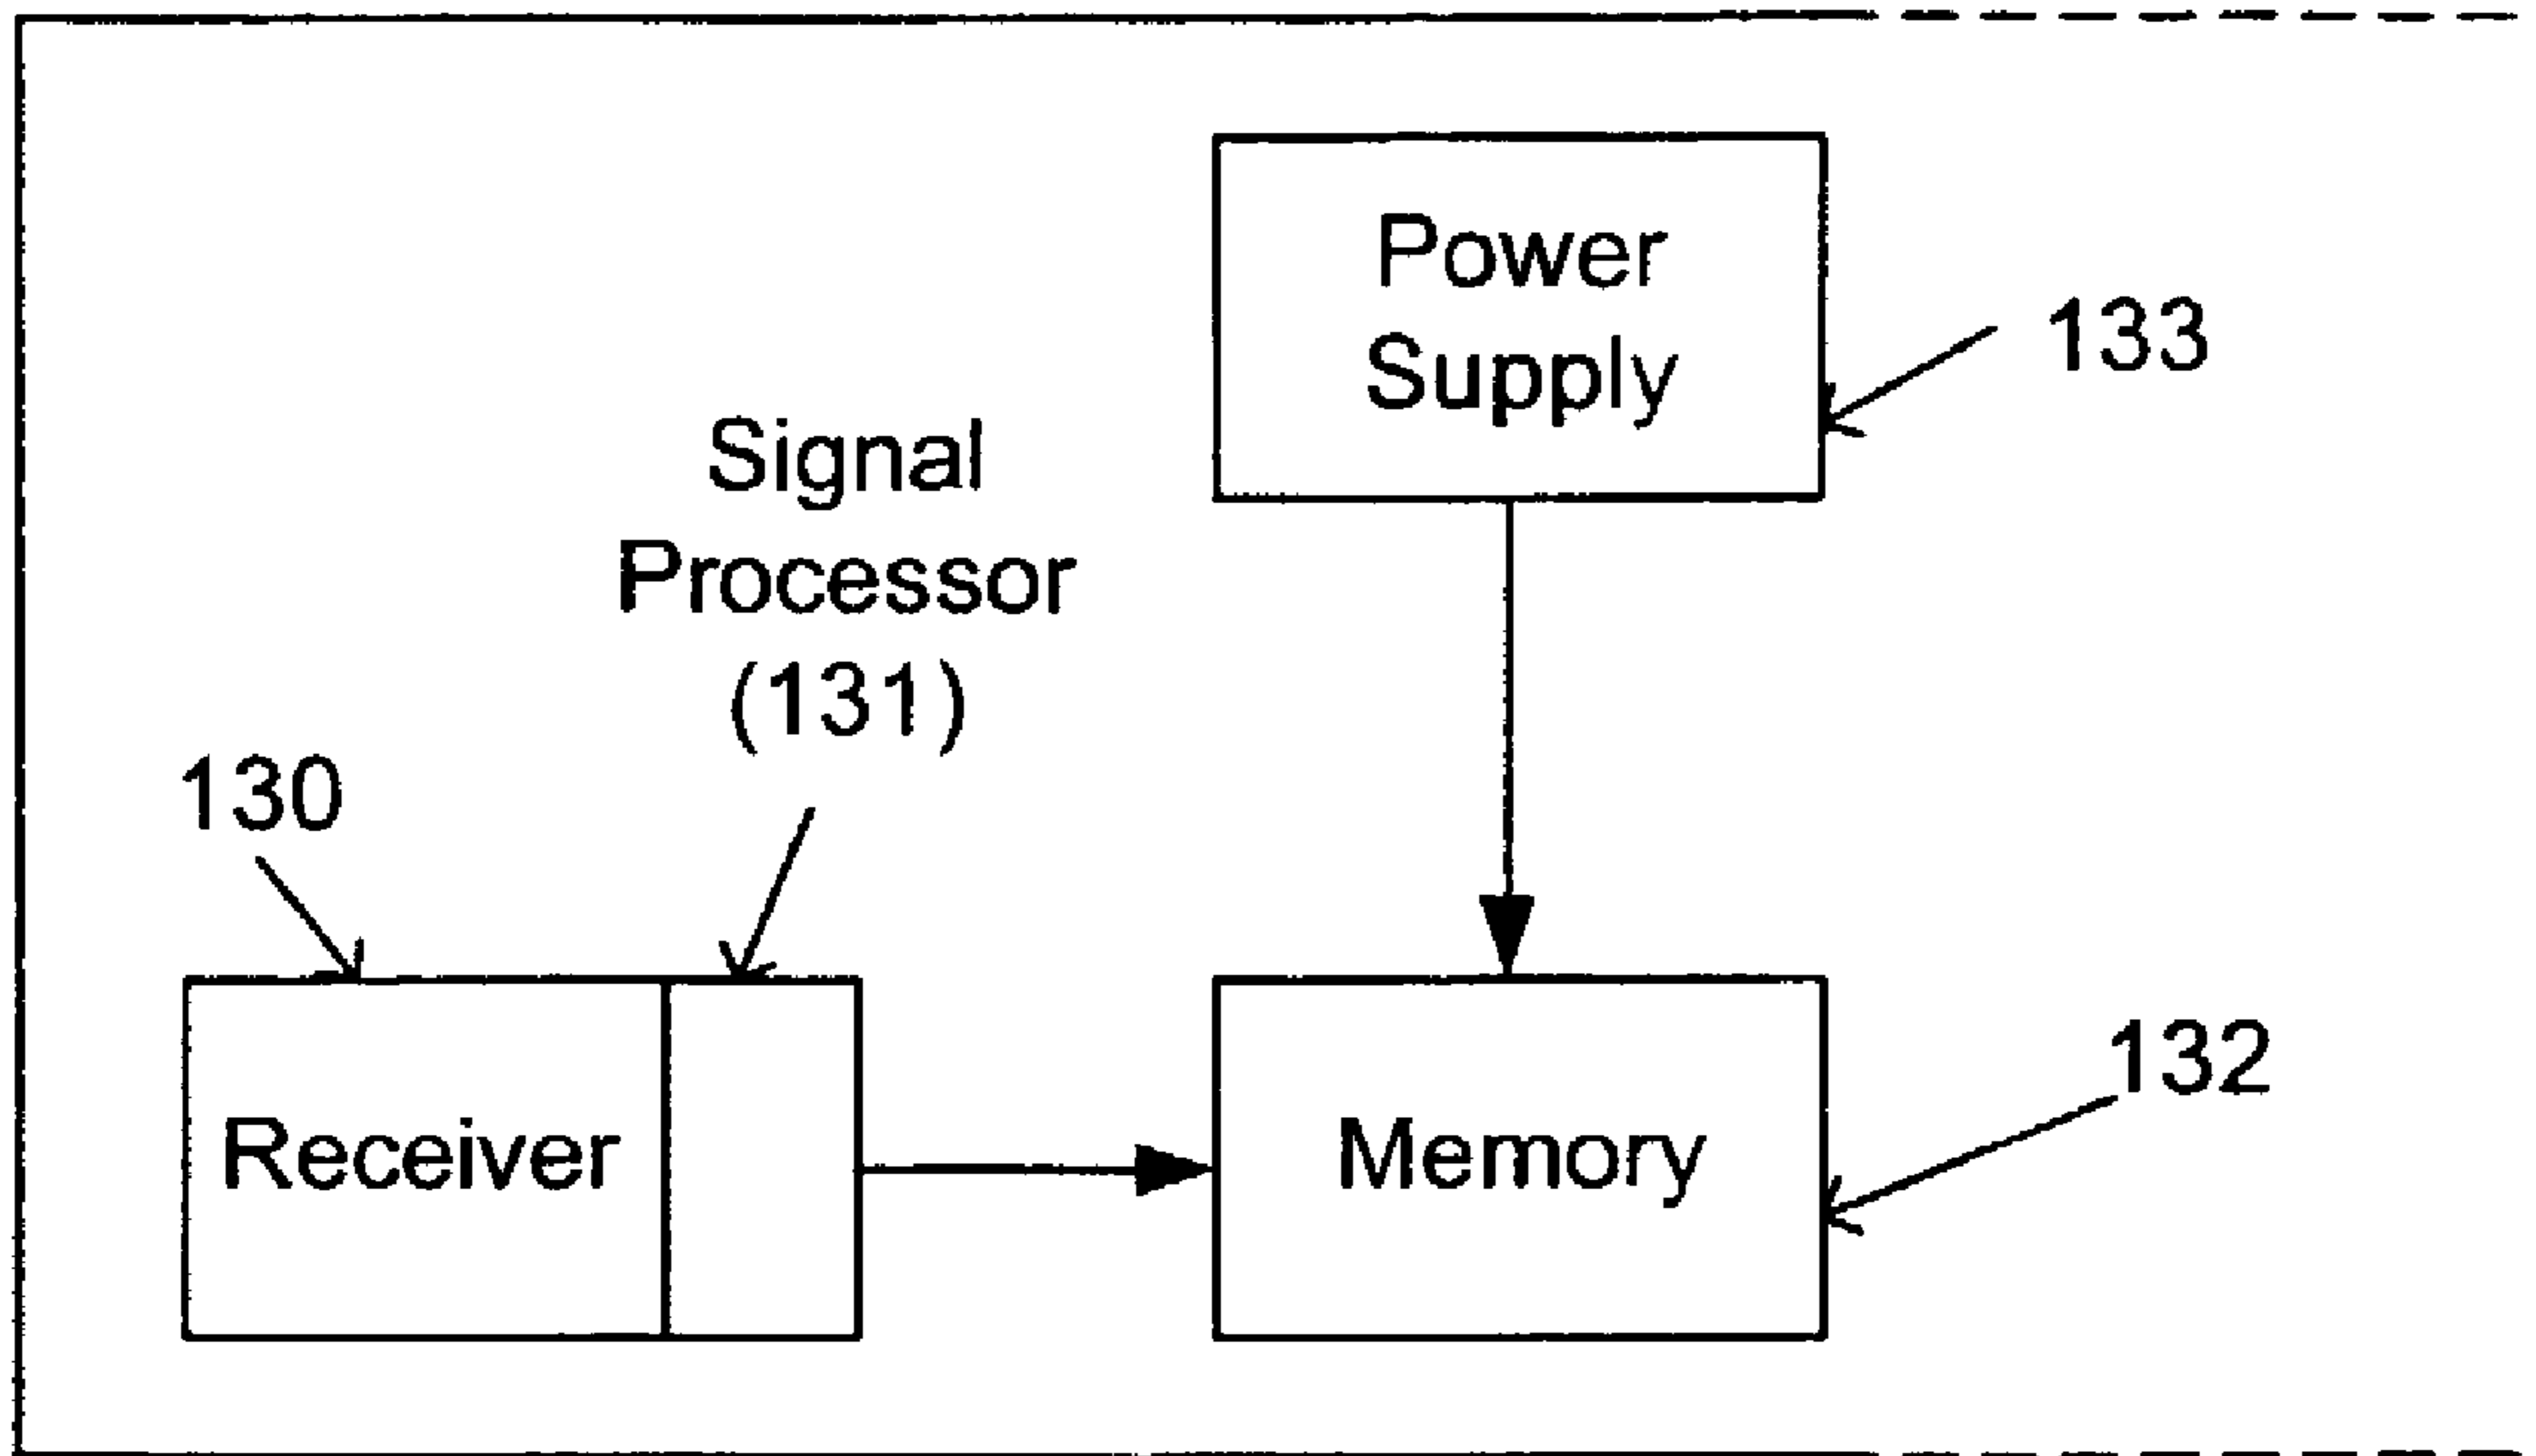 Power
Supply
133
Signal
Processor
(131)
130
132
Receiver
Memory